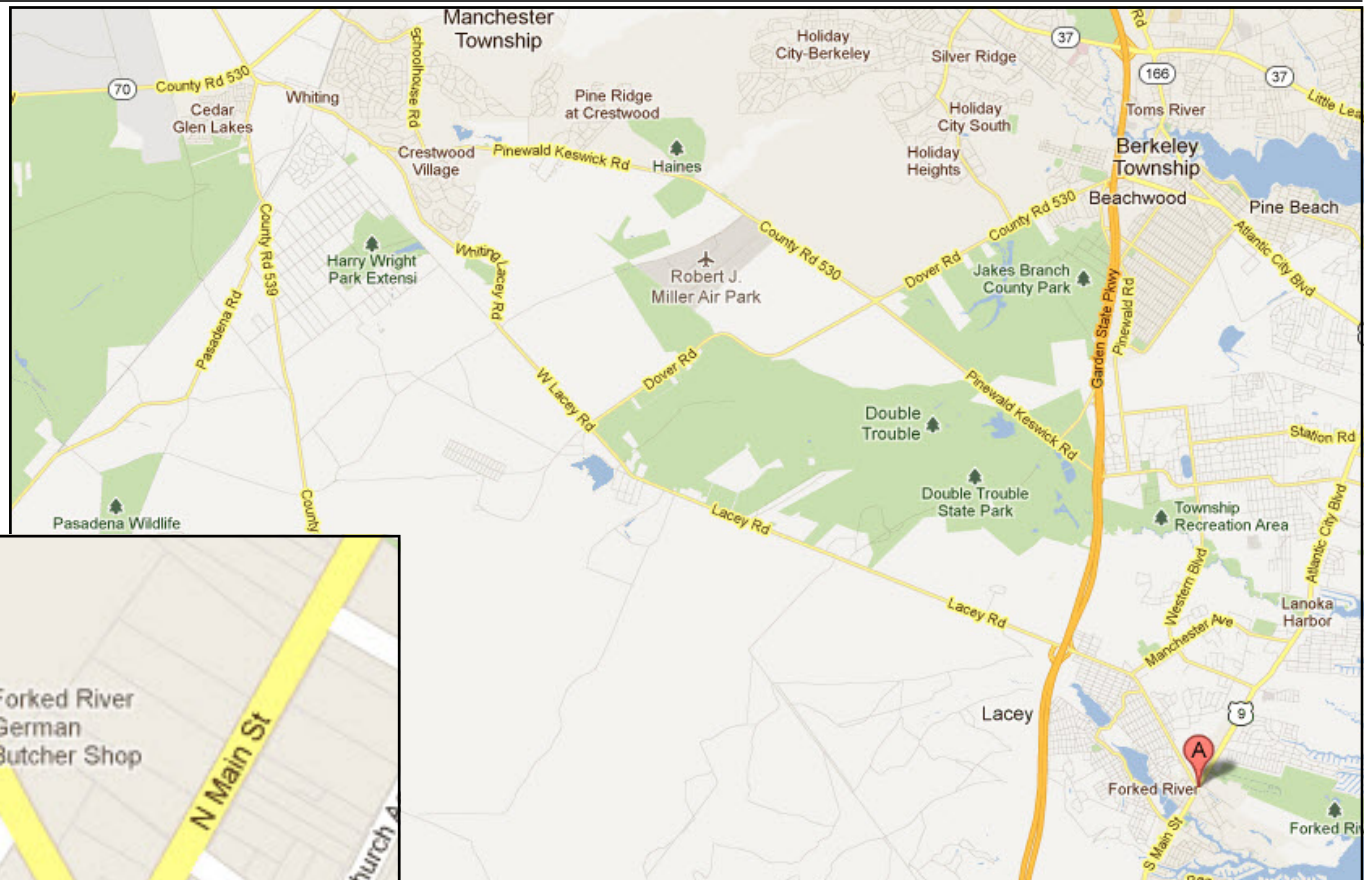 Manchester
Township
Schoolhouse Rd
Holiday
City-Berkeley
Silver Ridge
37
Rd
166
37
Little Lea
70
County Rd 530
Cedar
Glen Lakes
Whiting
Pine Ridge
at Crestwood
Holiday
City South
Toms River
Crestwood
Village
Pinewald Keswick Rd
Haines
Holiday
Heights
Berkeley
Township
Beachwood
Pine Beach
County Rd 539
County Rd 530
County Rd 530
Atlantic City Blvd
Harry Wright
Park Extensi
Whiting Lacey Rd
Robert J.
Miller Air Park
Dover Rd
Jakes Branch
County Park
Garden State Pkwy
Pinewald Rd
Pasadena Rd
W Lacey Rd
Dover Rd
Pinewald Keswick Rd
Double
Trouble
Station Rd
Pasadena Wildlife
County
Lacey Rd
Double Trouble
State Park
Township
Recreation Area
Atlantic City Blvd
Western Blvd
Lacey Rd
Manchester Ave
Lanoka
Harbor
Lacey
9
A
Forked River
Forked Riv
S Main St
Forked River
German
Butcher Shop
N Main St
hurch A